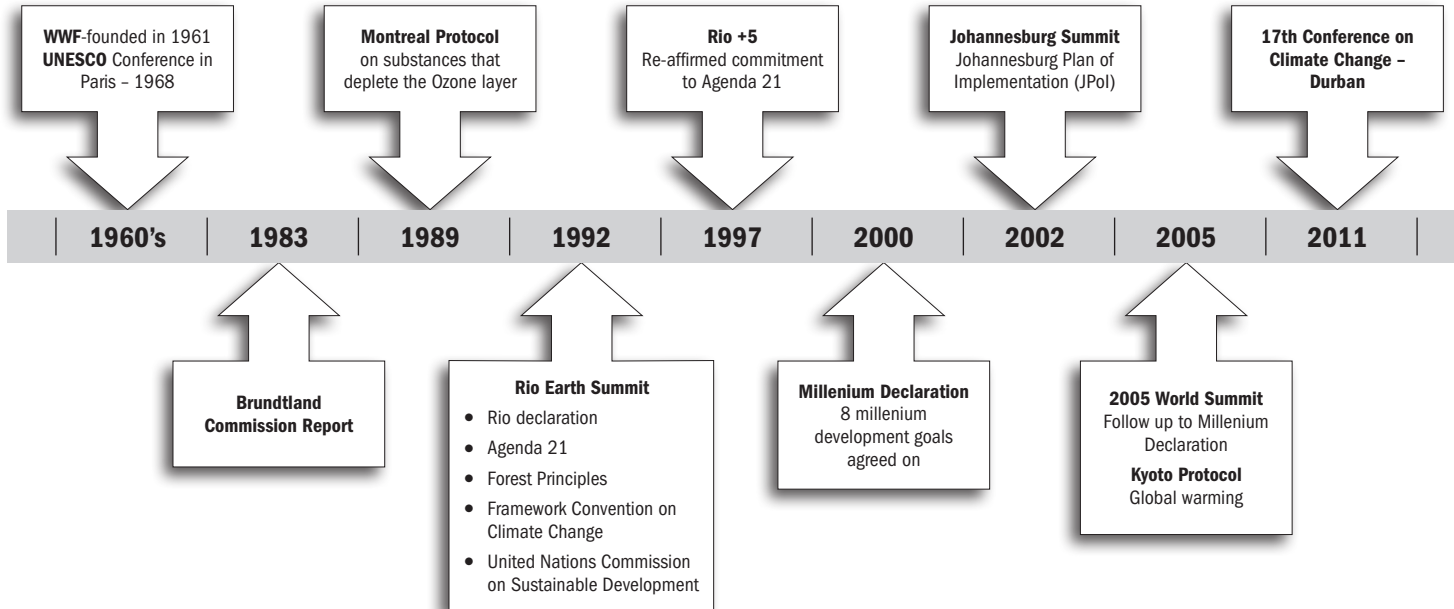 WWF-founded in 1961
UNESCO Conference in
Paris – 1968
Montreal Protocol
on substances that
deplete the Ozone layer
Rio +5
Re-affirmed commitment
to Agenda 21
Johannesburg Summit
Johannesburg Plan of
Implementation (JPoI)
17th Conference on
Climate Change –
Durban
1960's
1983
1989
1992
1997
2000
2002
2005
2011
Brundtland
Commission Report
Rio Earth Summit
• Rio declaration
• Agenda 21
• Forest Principles
• Framework Convention on
Climate Change
• United Nations Commission
on Sustainable Development
Millenium Declaration
8 millenium
development goals
agreed on
2005 World Summit
Follow up to Millenium
Declaration
Kyoto Protocol
Global warming